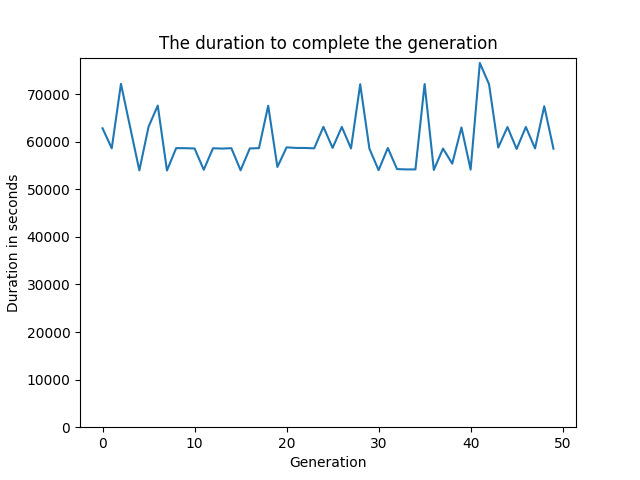 The duration to complete the generation
Duration in seconds
70000
60000
50000
40000
30000
20000
10000
0
0 10 20 30 40 50
Generation